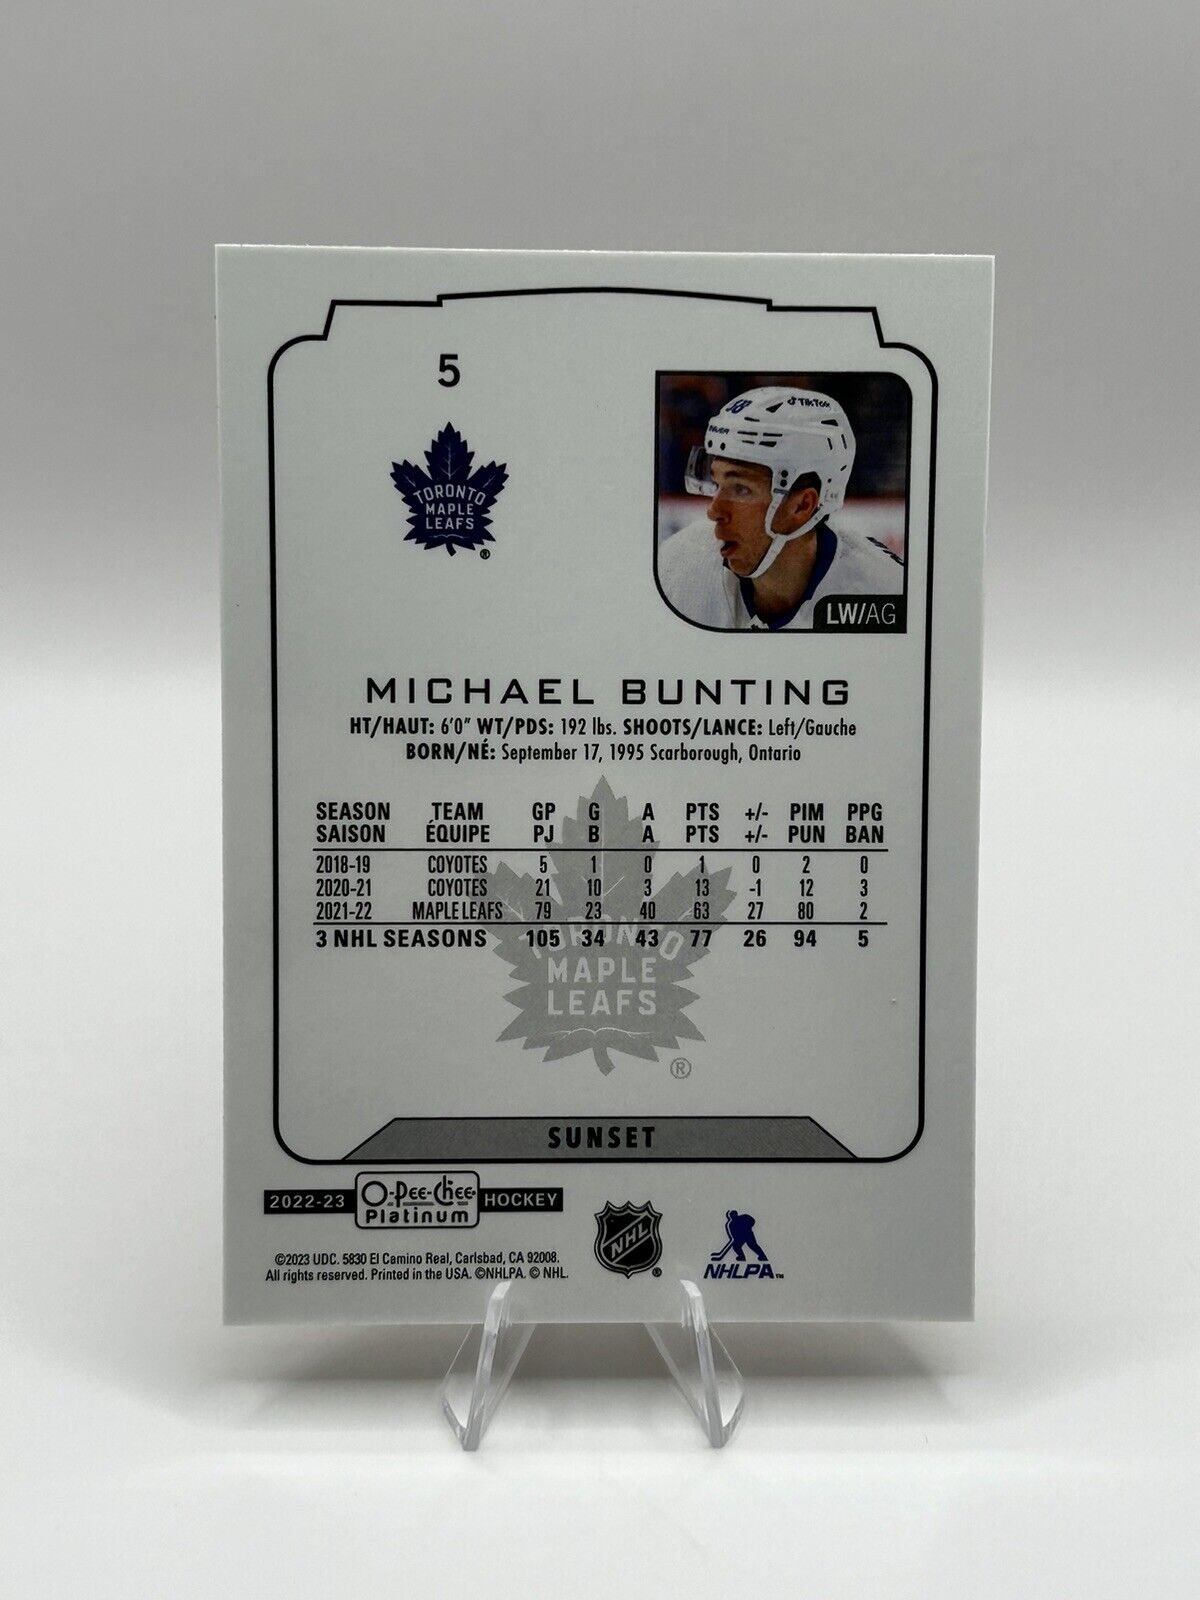 5
TORONTO
MAPLE
LEAFS
®
58
TikTok
LW/AG
MICHAEL BUNTING
HT/HAUT: 6'0" WT/PDS: 192 lbs. SHOOTS/LANCE: Left/Gauche
BORN/NÉ: September 17, 1995 Scarborough, Ontario
SEASON TEAM GP G A PTS +/- PIM PPG
SAISON ÉQUIPE PJ B A PTS +/- PUN BAN
2018-19 COYOTES 5 1 0 1 0 2 0
2020-21 COYOTES 21 10 3 13 -1 12 3
2021-22 MAPLE LEAFS 79 23 40 63 27 80 2
3 NHL SEASONS 105 34 43 77 26 94 5
TORONTO
MAPLE
LEAFS
®
SUNSET
2022-23 O-Pee-Chee HOCKEY
Platinum
NHL
®
NHLPA™
©2023 UDC. 5830 El Camino Real, Carlsbad, CA 92008.
All rights reserved. Printed in the USA. ©NHLPA. © NHL.